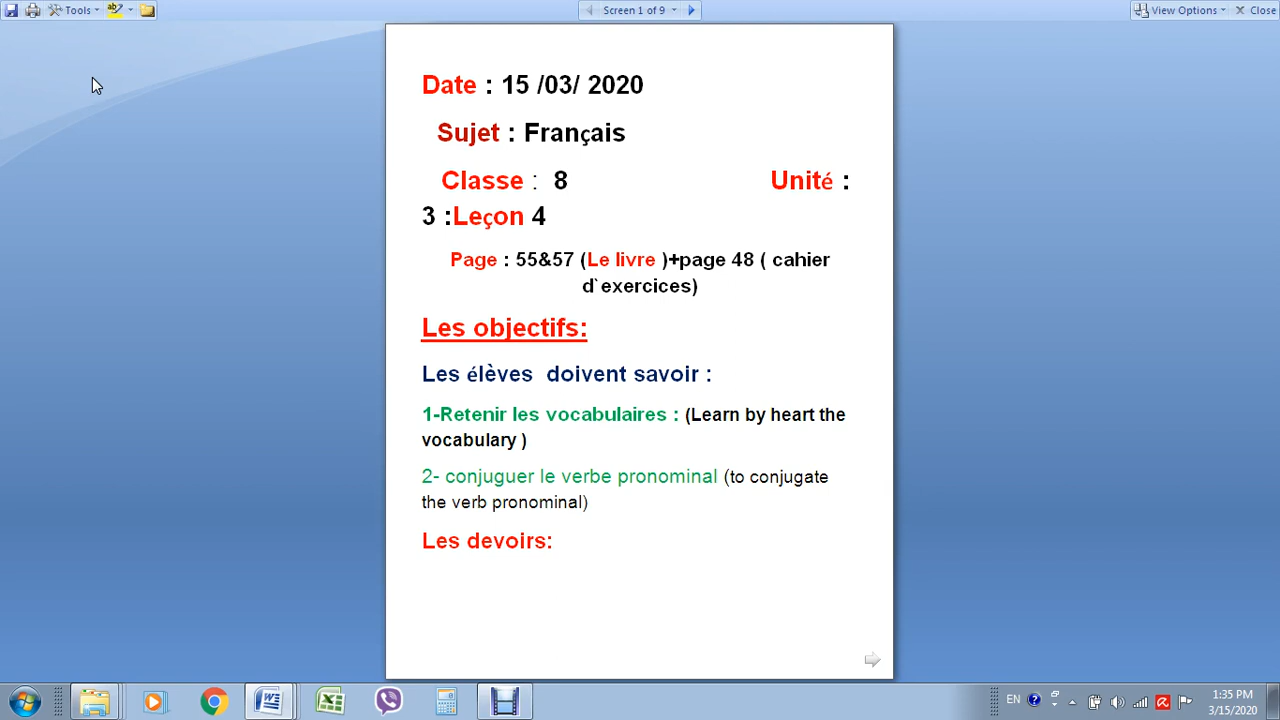 Tools
Screen 1 of 9
View Options
Close
Date : 15 /03/ 2020
Sujet : Français
Classe : 8 Unité :
3 :Leçon 4
Page : 55&57 (Le livre )+page 48 ( cahier
d`exercices)
Les objectifs:
Les élèves doivent savoir :
1-Retenir les vocabulaires : (Learn by heart the
vocabulary )
2- conjuguer le verbe pronominal (to conjugate
the verb pronominal)
Les devoirs:
EN
1:35 PM
3/15/2020